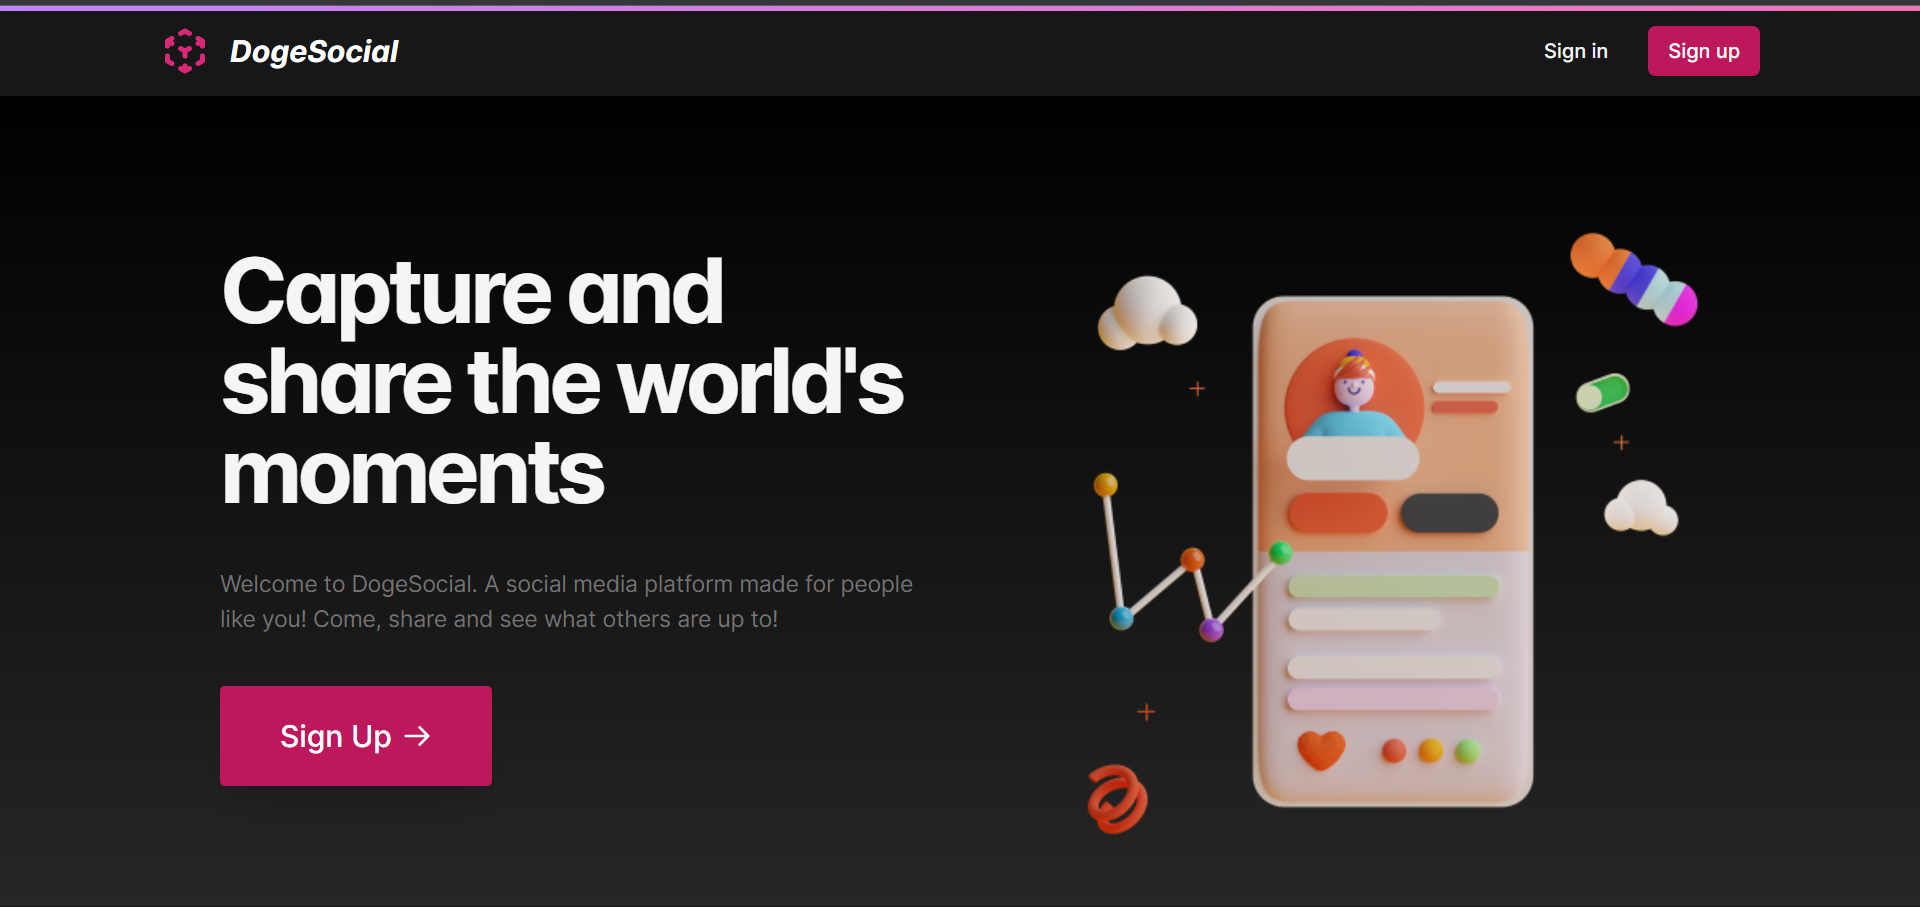 DogeSocial
Sign in
Sign up
Capture and
share the world's
moments
Welcome to DogeSocial. A social media platform made for people
like you! Come, share and see what others are up to!
Sign Up →